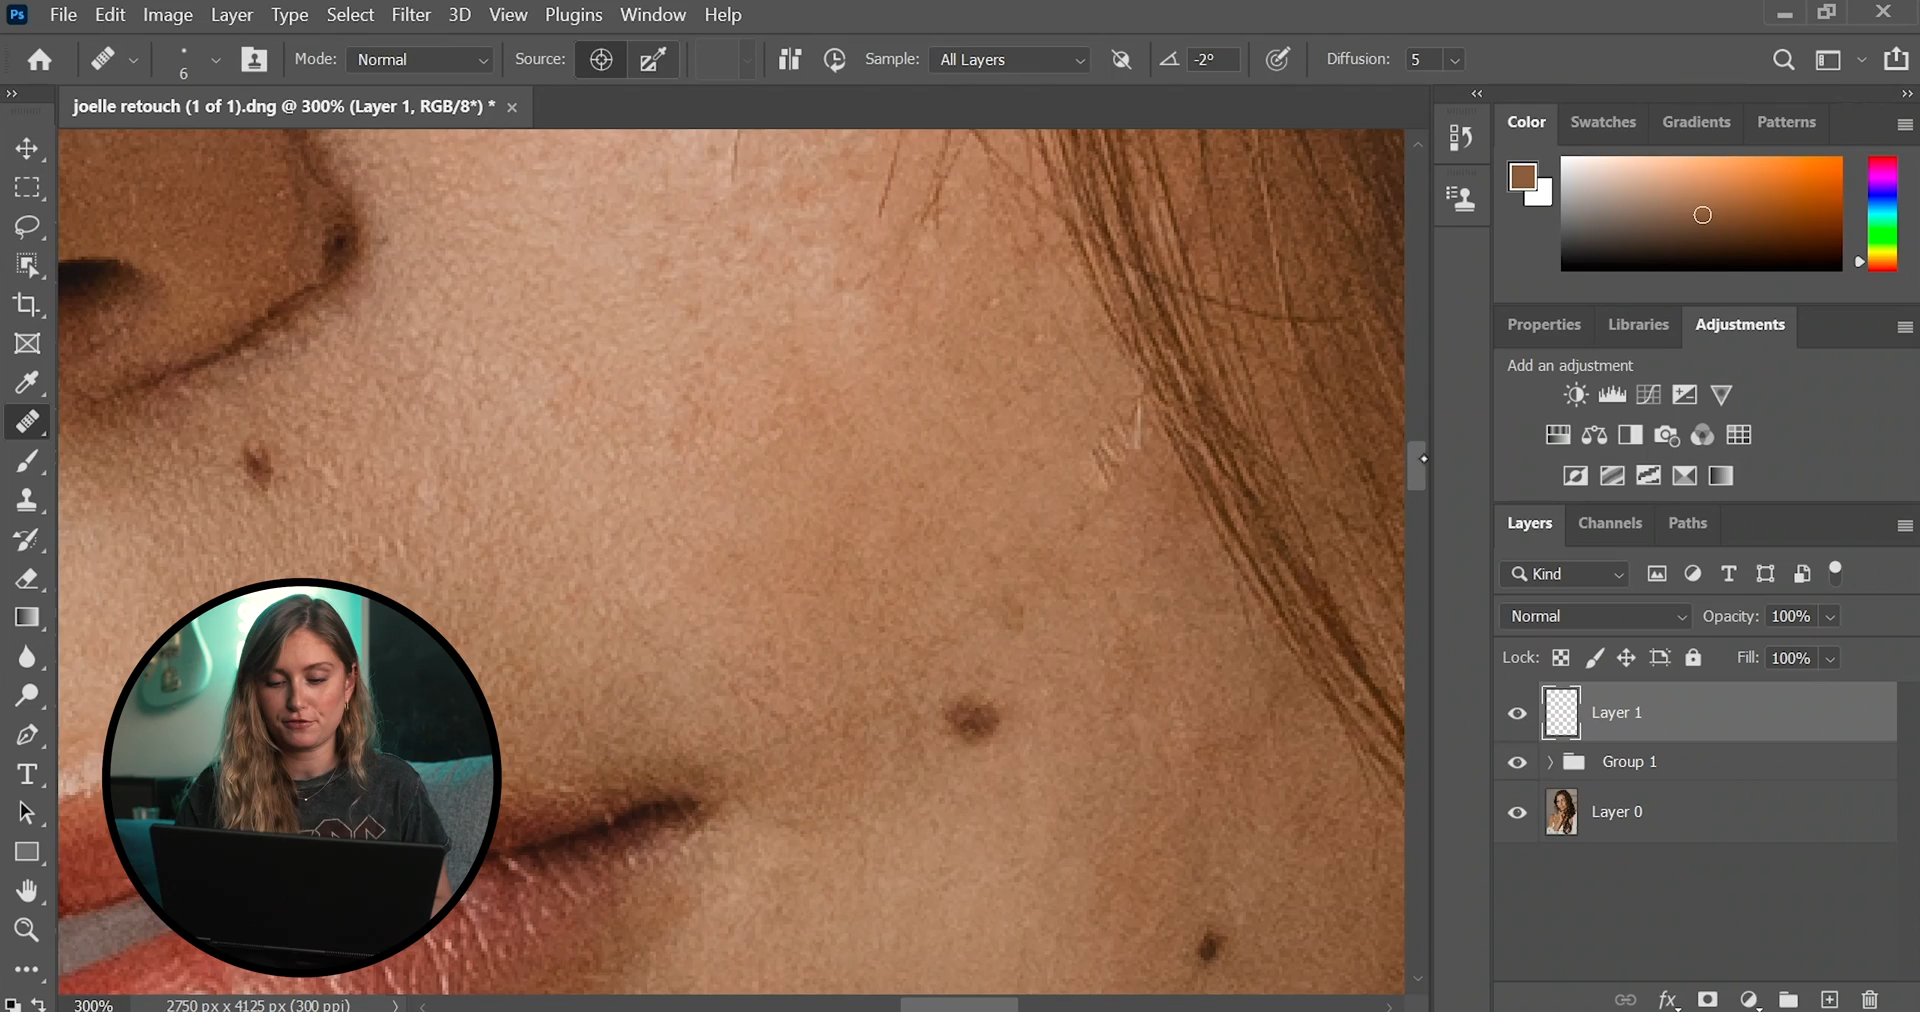 Ps File Edit Image Layer Type Select Filter 3D View Plugins Window Help
6 Mode: Normal Source: Sample: All Layers -2° Diffusion: 5
joelle retouch (1 of 1).dng @ 300% (Layer 1, RGB/8*) *
Color Swatches Gradients Patterns
Properties Libraries Adjustments
Add an adjustment
Layers Channels Paths
Kind
Normal Opacity: 100%
Lock: Fill: 100%
Layer 1
Group 1
Layer 0
300% 2750 px x 4125 px (300 ppi)